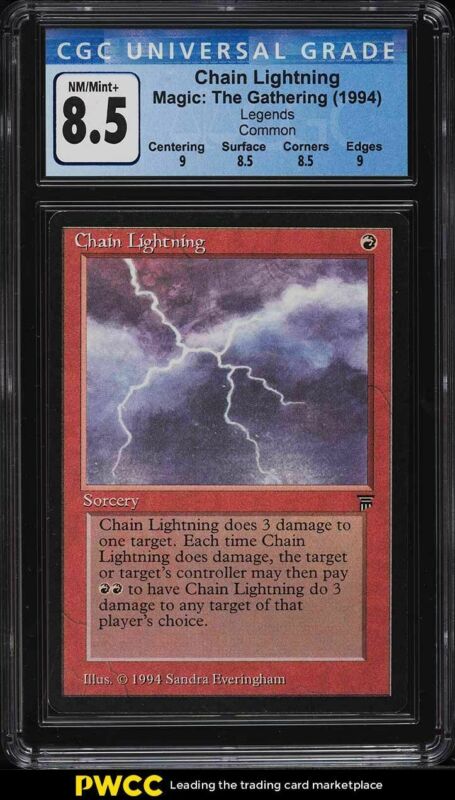 CGC UNIVERSAL GRADE
NM/Mint+
8.5
Chain Lightning
Magic: The Gathering (1994)
Legends
Common
Centering Surface Corners Edges
9 8.5 8.5 9
Chain Lightning
Sorcery
Chain Lightning does 3 damage to
one target. Each time Chain
Lightning does damage, the target
or target's controller may then pay
to have Chain Lightning do 3
damage to any target of that
player's choice.
Illus. © 1994 Sandra Everingham
PWCC Leading the trading card marketplace